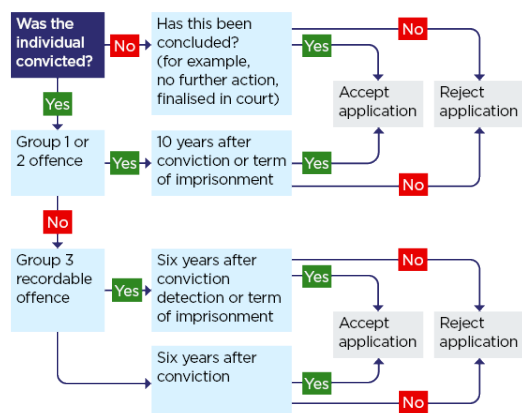 Was the
individual
convicted?
No
Has this been
concluded?
(for example,
no further action,
finalised in court)
Yes
No
Accept
application
Reject
application
Yes
Group 1 or
2 offence
Yes
10 years after
conviction or term
of imprisonment
Yes
No
No
Group 3
recordable
offence
Yes
Six years after
conviction
detection or term
of imprisonment
No
Yes
Accept
application
Reject
application
Six years after
conviction
Yes
No